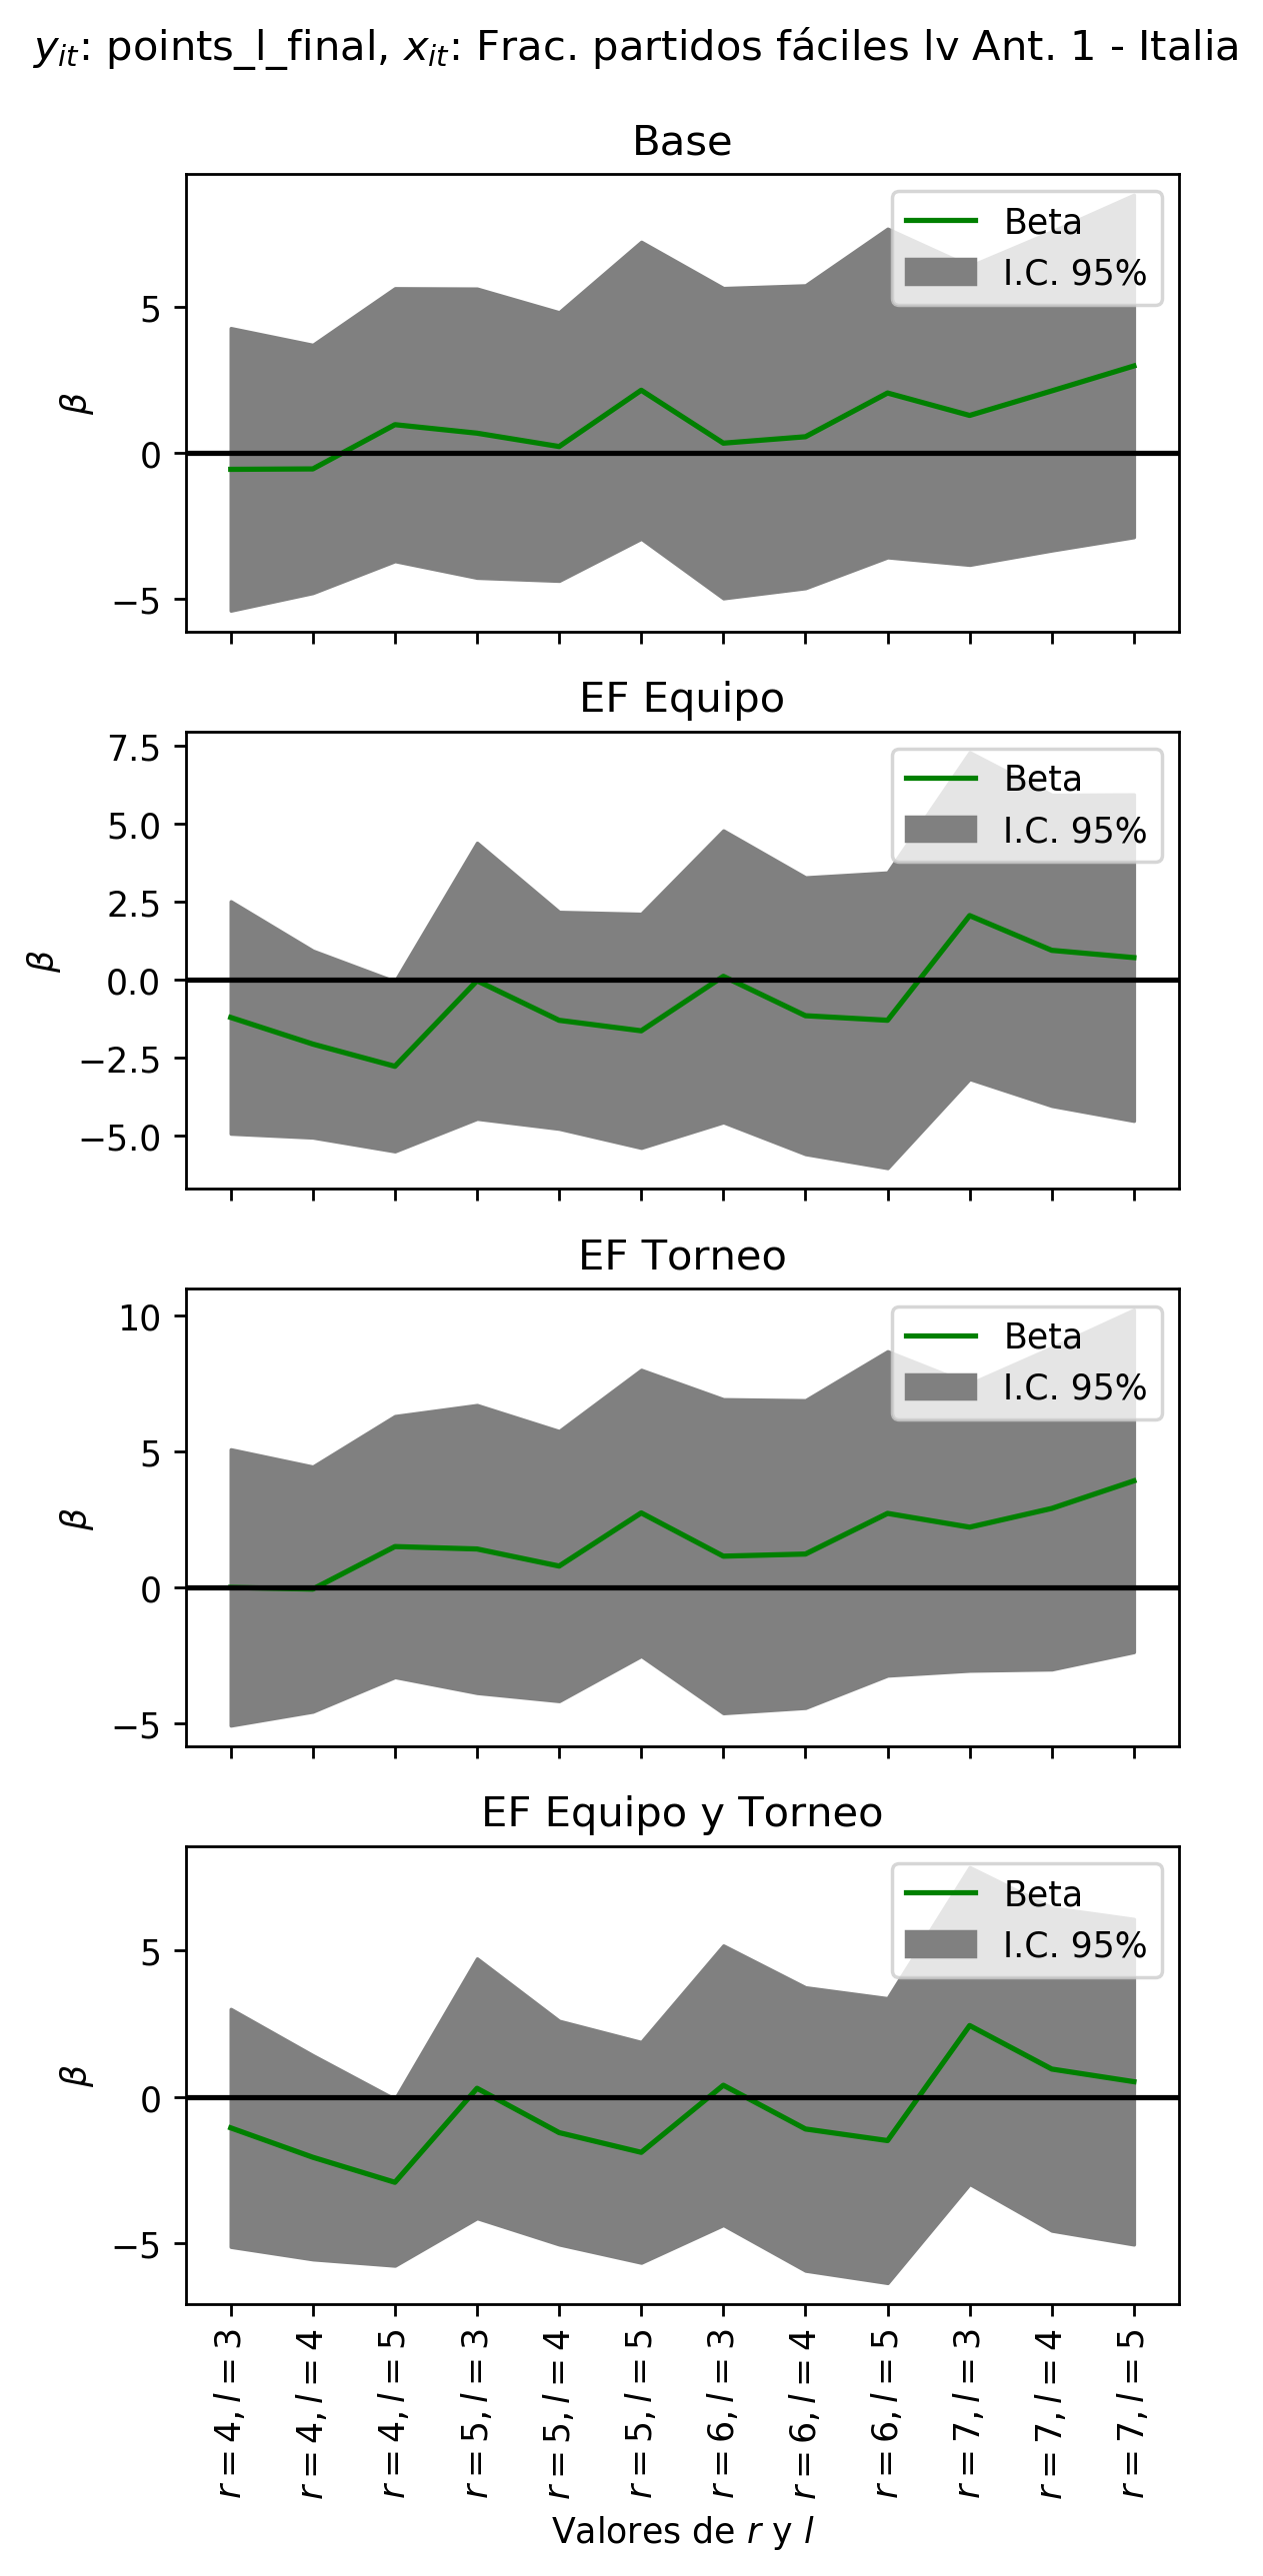 y_it: points_l_final, x_it: Frac. partidos fáciles lv Ant. 1 - Italia
Base
Beta
I.C. 95%
5
0
−5
β
EF Equipo
Beta
I.C. 95%
7.5
5.0
2.5
0.0
−2.5
−5.0
β
EF Torneo
Beta
I.C. 95%
10
5
0
−5
β
EF Equipo y Torneo
Beta
I.C. 95%
5
0
−5
β
r = 4, l = 3
r = 4, l = 4
r = 4, l = 5
r = 5, l = 3
r = 5, l = 4
r = 5, l = 5
r = 6, l = 3
r = 6, l = 4
r = 6, l = 5
r = 7, l = 3
r = 7, l = 4
r = 7, l = 5
Valores de r y l